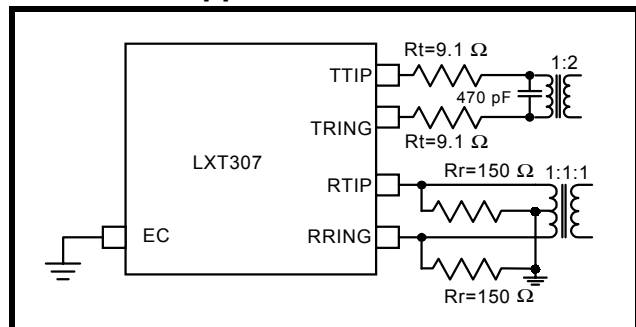 Rt=9.1 Ω
TTIP
1:2
470 pF
TRING
Rt=9.1 Ω
LXT307
Rr=150 Ω 1:1:1
RTIP
EC
RRING
Rr=150 Ω